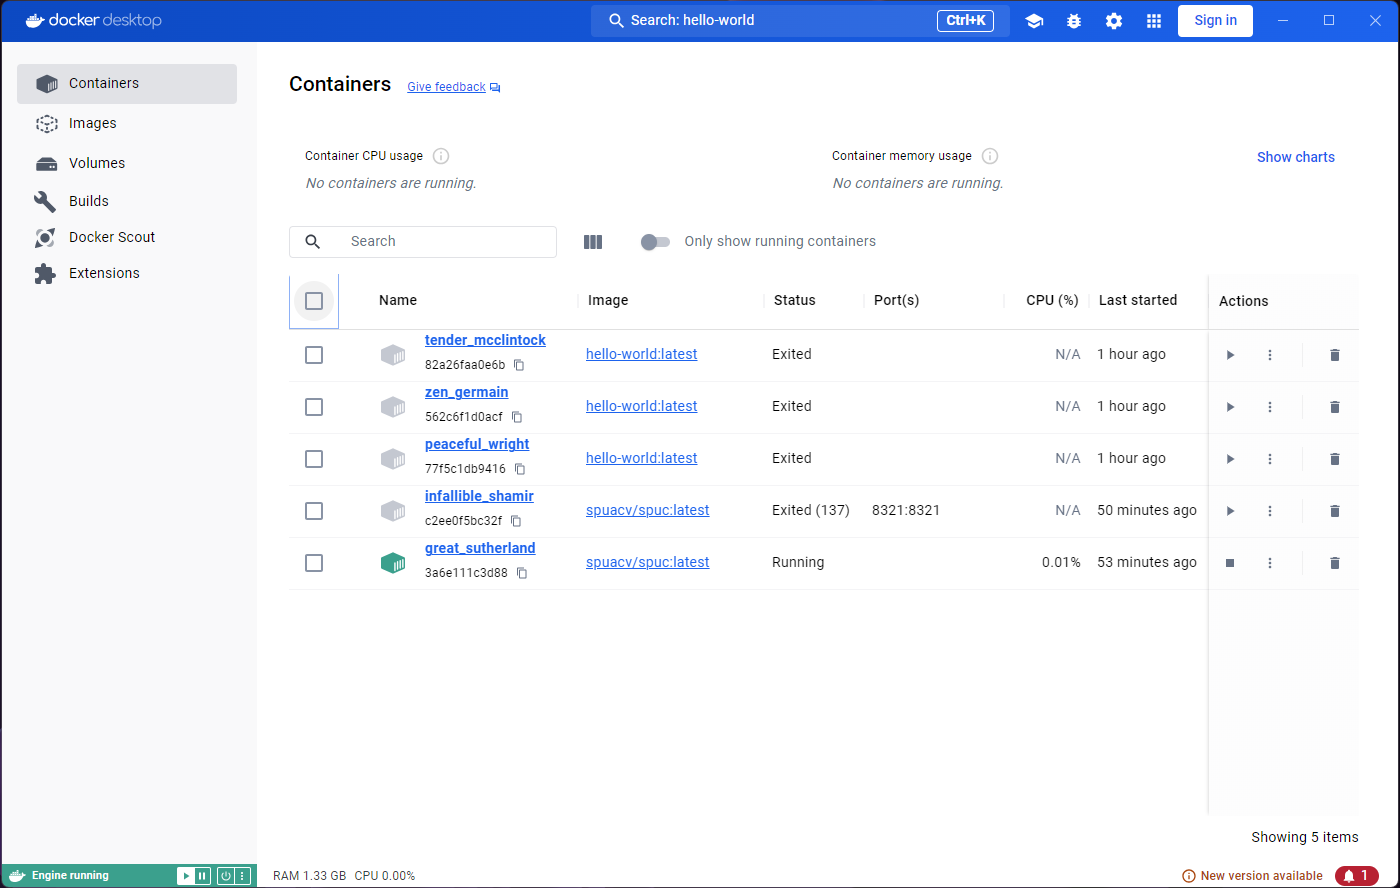 docker desktop
Search: hello-world
Ctrl+K
Sign in
Containers
Images
Volumes
Builds
Docker Scout
Extensions
Containers
Give feedback
Container CPU usage
No containers are running.
Container memory usage
No containers are running.
Show charts
Search
Only show running containers
Name Image Status Port(s) CPU (%) Last started Actions
tender_mcclintock
82a26faa0e6b
hello-world:latest Exited N/A 1 hour ago
zen_germain
562c6f1d0acf
hello-world:latest Exited N/A 1 hour ago
peaceful_wright
77f5c1db9416
hello-world:latest Exited N/A 1 hour ago
infallible_shamir
c2ee0f5bc32f
spuacv/spuc:latest Exited (137) 8321:8321 N/A 50 minutes ago
great_sutherland
3a6e111c3d88
spuacv/spuc:latest Running 0.01% 53 minutes ago
Showing 5 items
Engine running
RAM 1.33 GB CPU 0.00%
New version available
1